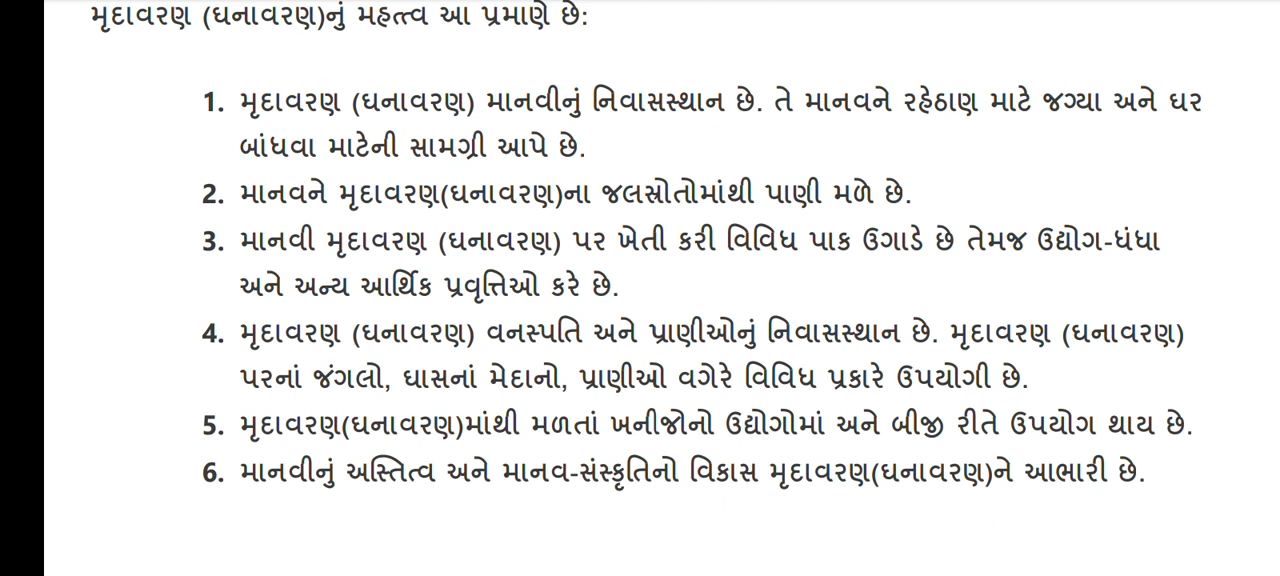 મૃદાવરણ (ઘનાવરણ)નું મહત્ત્વ આ પ્રમાણે છે:
1. મૃદાવરણ (ઘનાવરણ) માનવીનું નિવાસસ્થાન છે. તે માનવને રહેઠાણ માટે જગ્યા અને ઘર
બાંધવા માટેની સામગ્રી આપે છે.
2. માનવને મૃદાવરણ(ઘનાવરણ)ના જલસ્રોતોમાંથી પાણી મળે છે.
3. માનવી મૃદાવરણ (ઘનાવરણ) પર ખેતી કરી વિવિધ પાક ઉગાડે છે તેમજ ઉદ્યોગ-ધંધા
અને અન્ય આર્થિક પ્રવૃત્તિઓ કરે છે.
4. મૃદાવરણ (ઘનાવરણ) વનસ્પતિ અને પ્રાણીઓનું નિવાસસ્થાન છે. મૃદાવરણ (ઘનાવરણ)
પરનાં જંગલો, ઘાસનાં મેદાનો, પ્રાણીઓ વગેરે વિવિધ પ્રકારે ઉપયોગી છે.
5. મૃદાવરણ(ઘનાવરણ)માંથી મળતાં ખનીજોનો ઉદ્યોગોમાં અને બીજી રીતે ઉપયોગ થાય છે.
6. માનવીનું અસ્તિત્વ અને માનવ-સંસ્કૃતિનો વિકાસ મૃદાવરણ(ઘનાવરણ)ને આભારી છે.